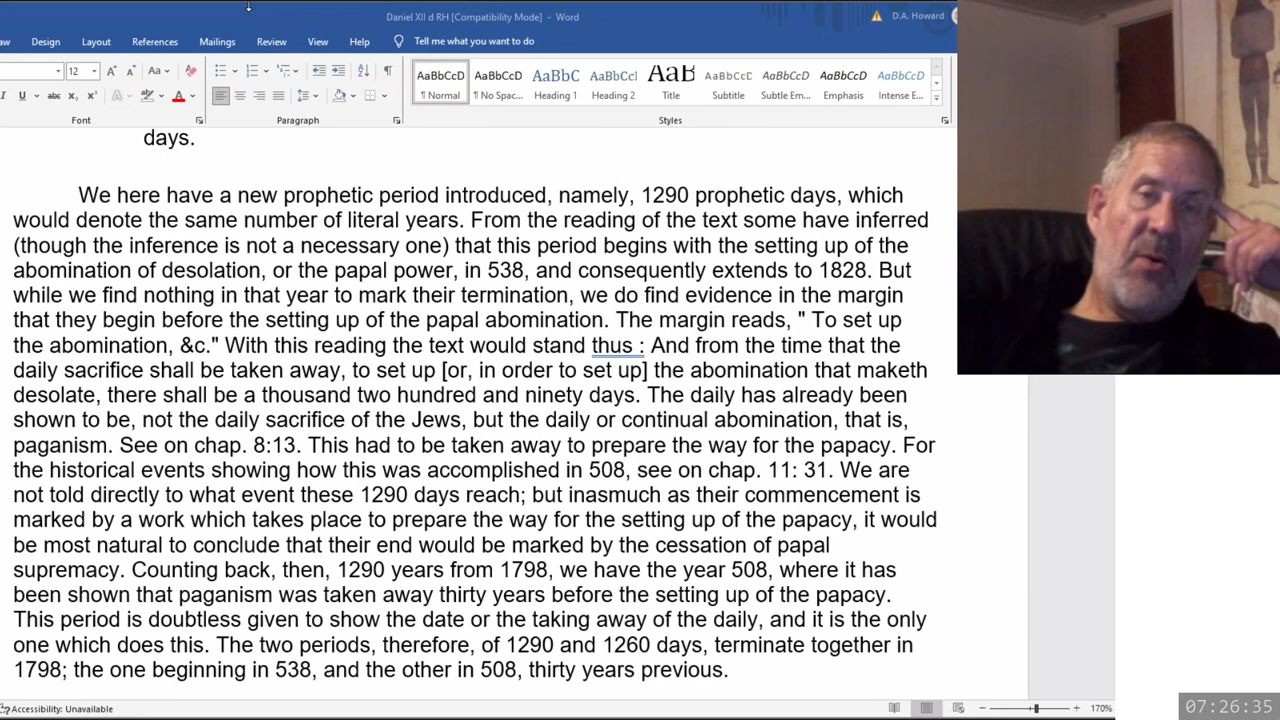 Daniel XII d RH [Compatibility Mode] - Word
D.A. Howard
Design Layout References Mailings Review View Help Tell me what you want to do
12
Aa
AaBbCcD AaBbCcD AaBbC AaBbCcI AaB AaBbCcD AaBbCcD AaBbCcD AaBbCcD
¶ Normal ¶ No Spac... Heading 1 Heading 2 Title Subtitle Subtle Em... Emphasis Intense E...
Font Paragraph Styles
days.
We here have a new prophetic period introduced, namely, 1290 prophetic days, which
would denote the same number of literal years. From the reading of the text some have inferred
(though the inference is not a necessary one) that this period begins with the setting up of the
abomination of desolation, or the papal power, in 538, and consequently extends to 1828. But
while we find nothing in that year to mark their termination, we do find evidence in the margin
that they begin before the setting up of the papal abomination. The margin reads, " To set up
the abomination, &c." With this reading the text would stand thus : And from the time that the
daily sacrifice shall be taken away, to set up [or, in order to set up] the abomination that maketh
desolate, there shall be a thousand two hundred and ninety days. The daily has already been
shown to be, not the daily sacrifice of the Jews, but the daily or continual abomination, that is,
paganism. See on chap. 8:13. This had to be taken away to prepare the way for the papacy. For
the historical events showing how this was accomplished in 508, see on chap. 11: 31. We are
not told directly to what event these 1290 days reach; but inasmuch as their commencement is
marked by a work which takes place to prepare the way for the setting up of the papacy, it would
be most natural to conclude that their end would be marked by the cessation of papal
supremacy. Counting back, then, 1290 years from 1798, we have the year 508, where it has
been shown that paganism was taken away thirty years before the setting up of the papacy.
This period is doubtless given to show the date or the taking away of the daily, and it is the only
one which does this. The two periods, therefore, of 1290 and 1260 days, terminate together in
1798; the one beginning in 538, and the other in 508, thirty years previous.
Accessibility: Unavailable
170%
07:26:35